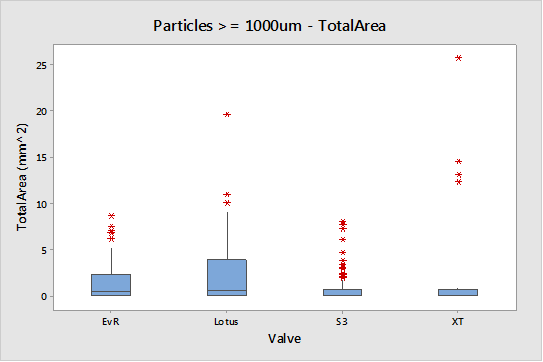 Particles >= 1000um - TotalArea
TotalArea (mm^2)
25
20
15
10
5
0
EvR Lotus S3 XT
Valve